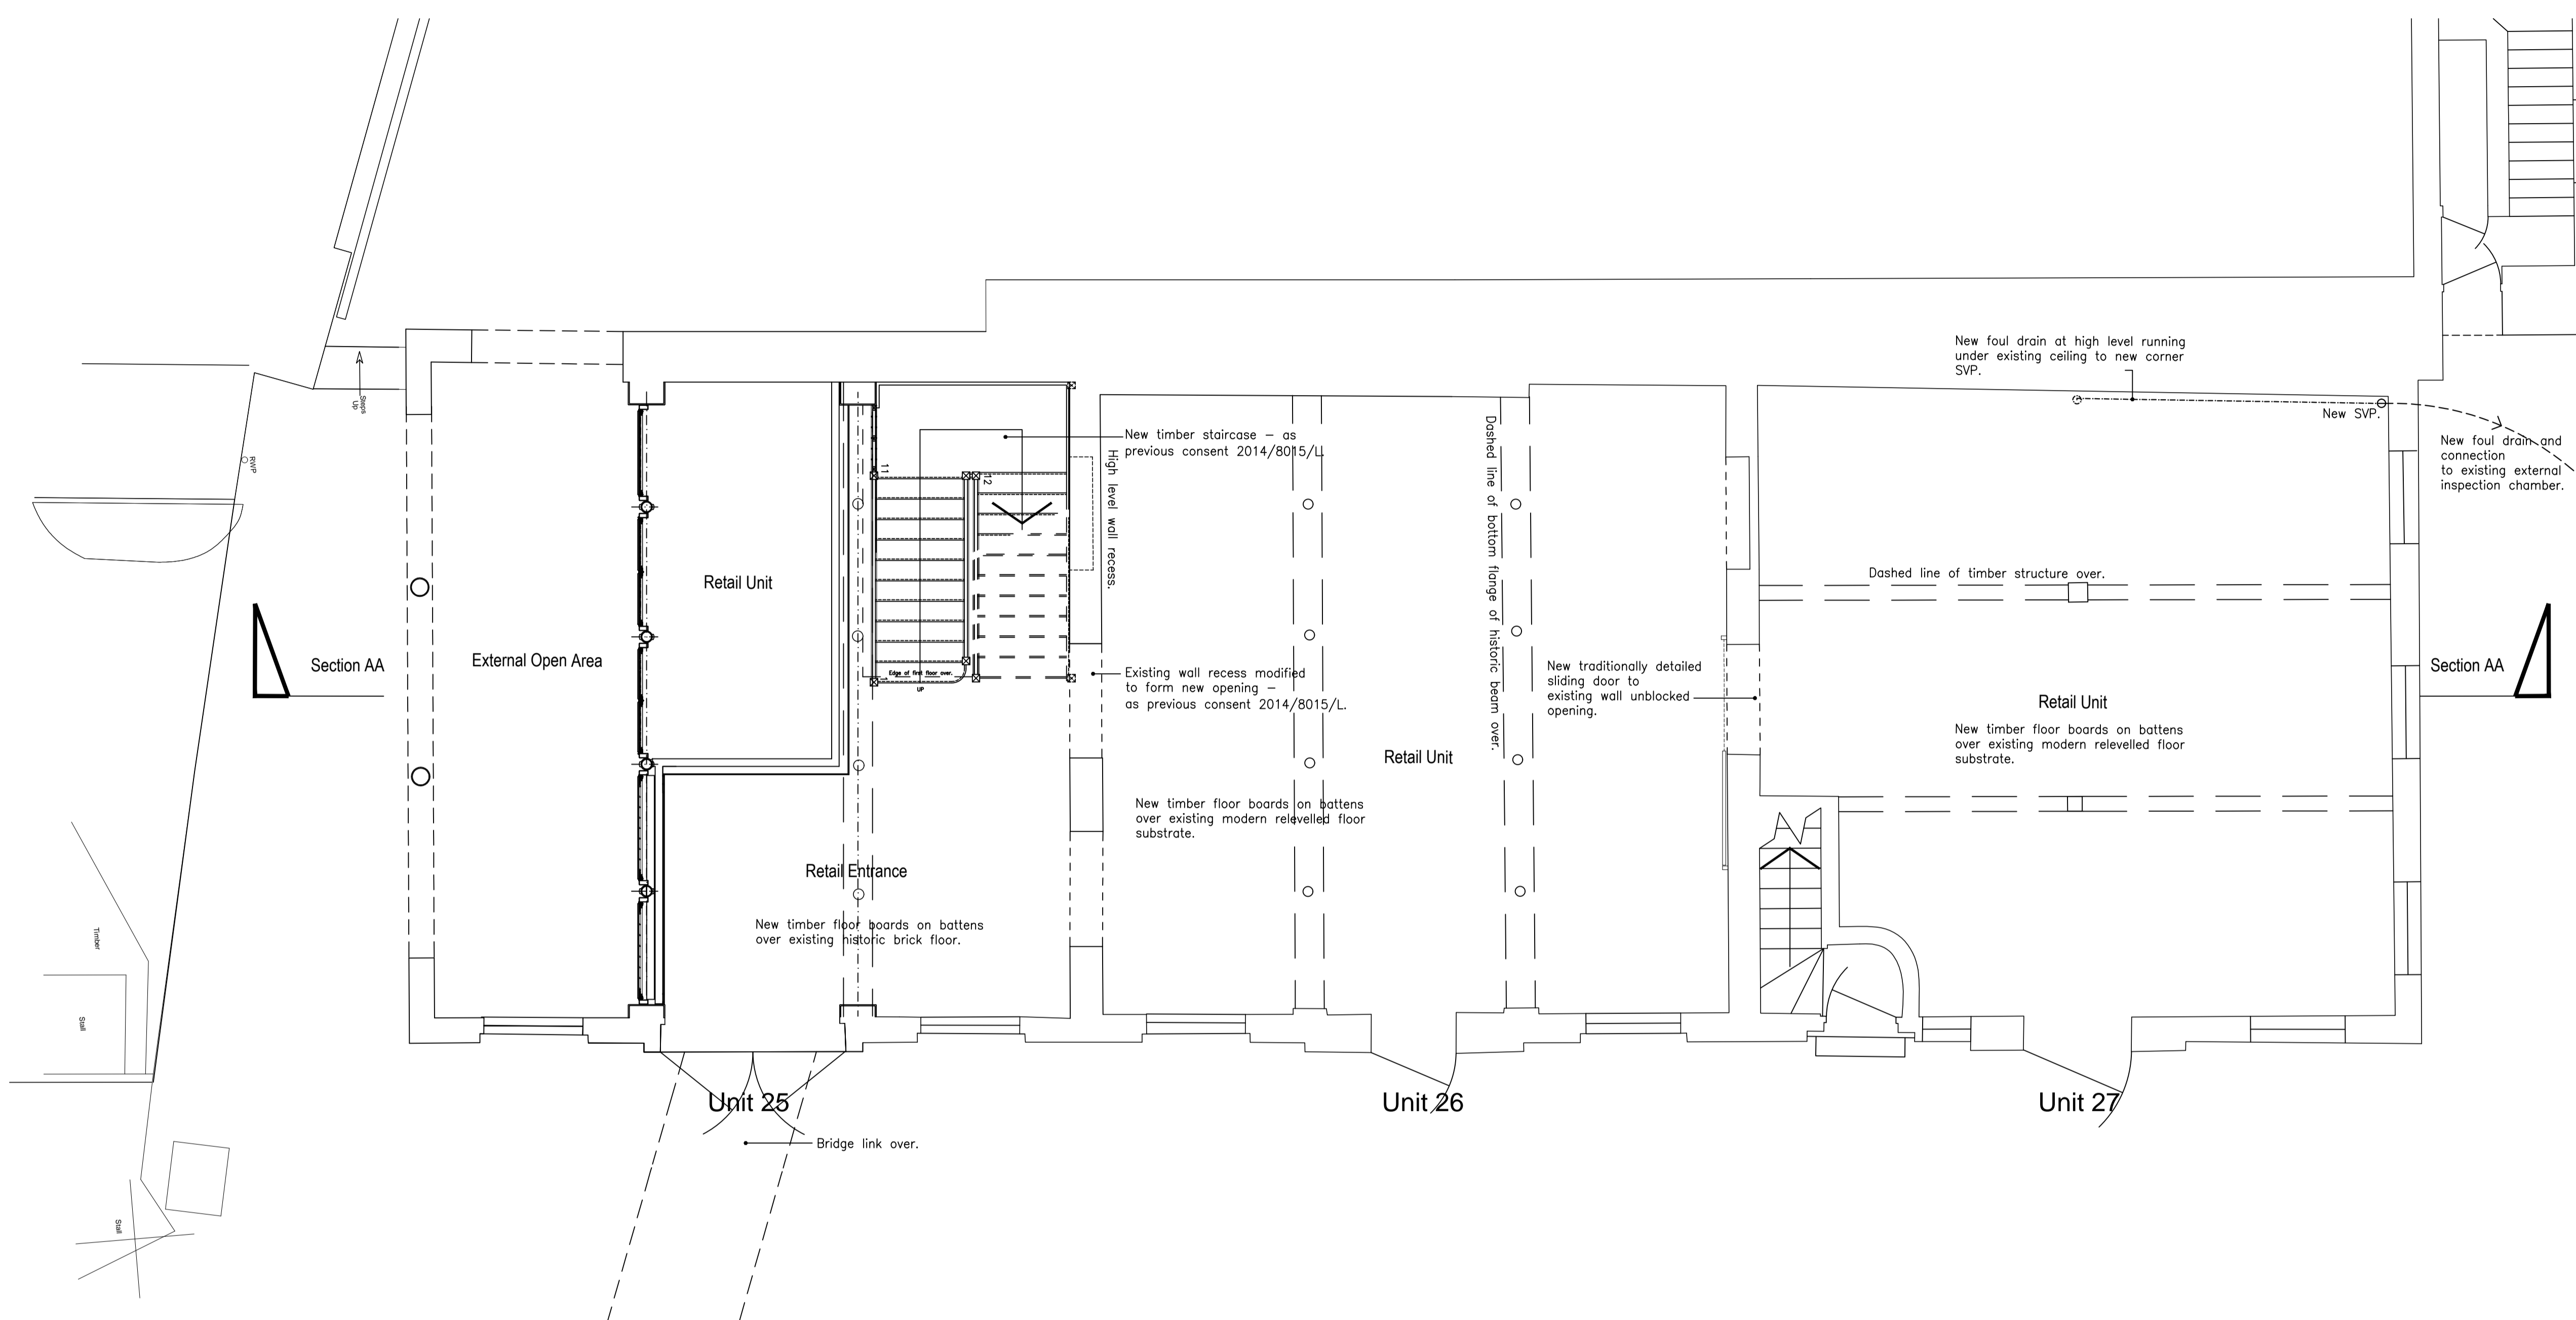 New foul drain at high level running
under existing ceiling to new corner
SVP.
New SVP.
New foul drain and
connection
to existing external
inspection chamber.
Steps
Up
RWP
New timber staircase – as
previous consent 2014/8015/L
High level wall recess.
Dashed line of bottom flange of historic beam over.
11
12
Retail Unit
Dashed line of timber structure over.
Section AA
External Open Area
Edge of first floor over.
1
UP
Existing wall recess modified
to form new opening –
as previous consent 2014/8015/L.
New traditionally detailed
sliding door to
existing wall unblocked
opening.
Section AA
Retail Unit
New timber floor boards on battens
over existing modern relevelled floor
substrate.
Retail Unit
New timber floor boards on battens
over existing modern relevelled floor
substrate.
Retail Entrance
New timber floor boards on battens
over existing historic brick floor.
Timber
Stall
Unit 25
Unit 26
Unit 27
Bridge link over.
Stall